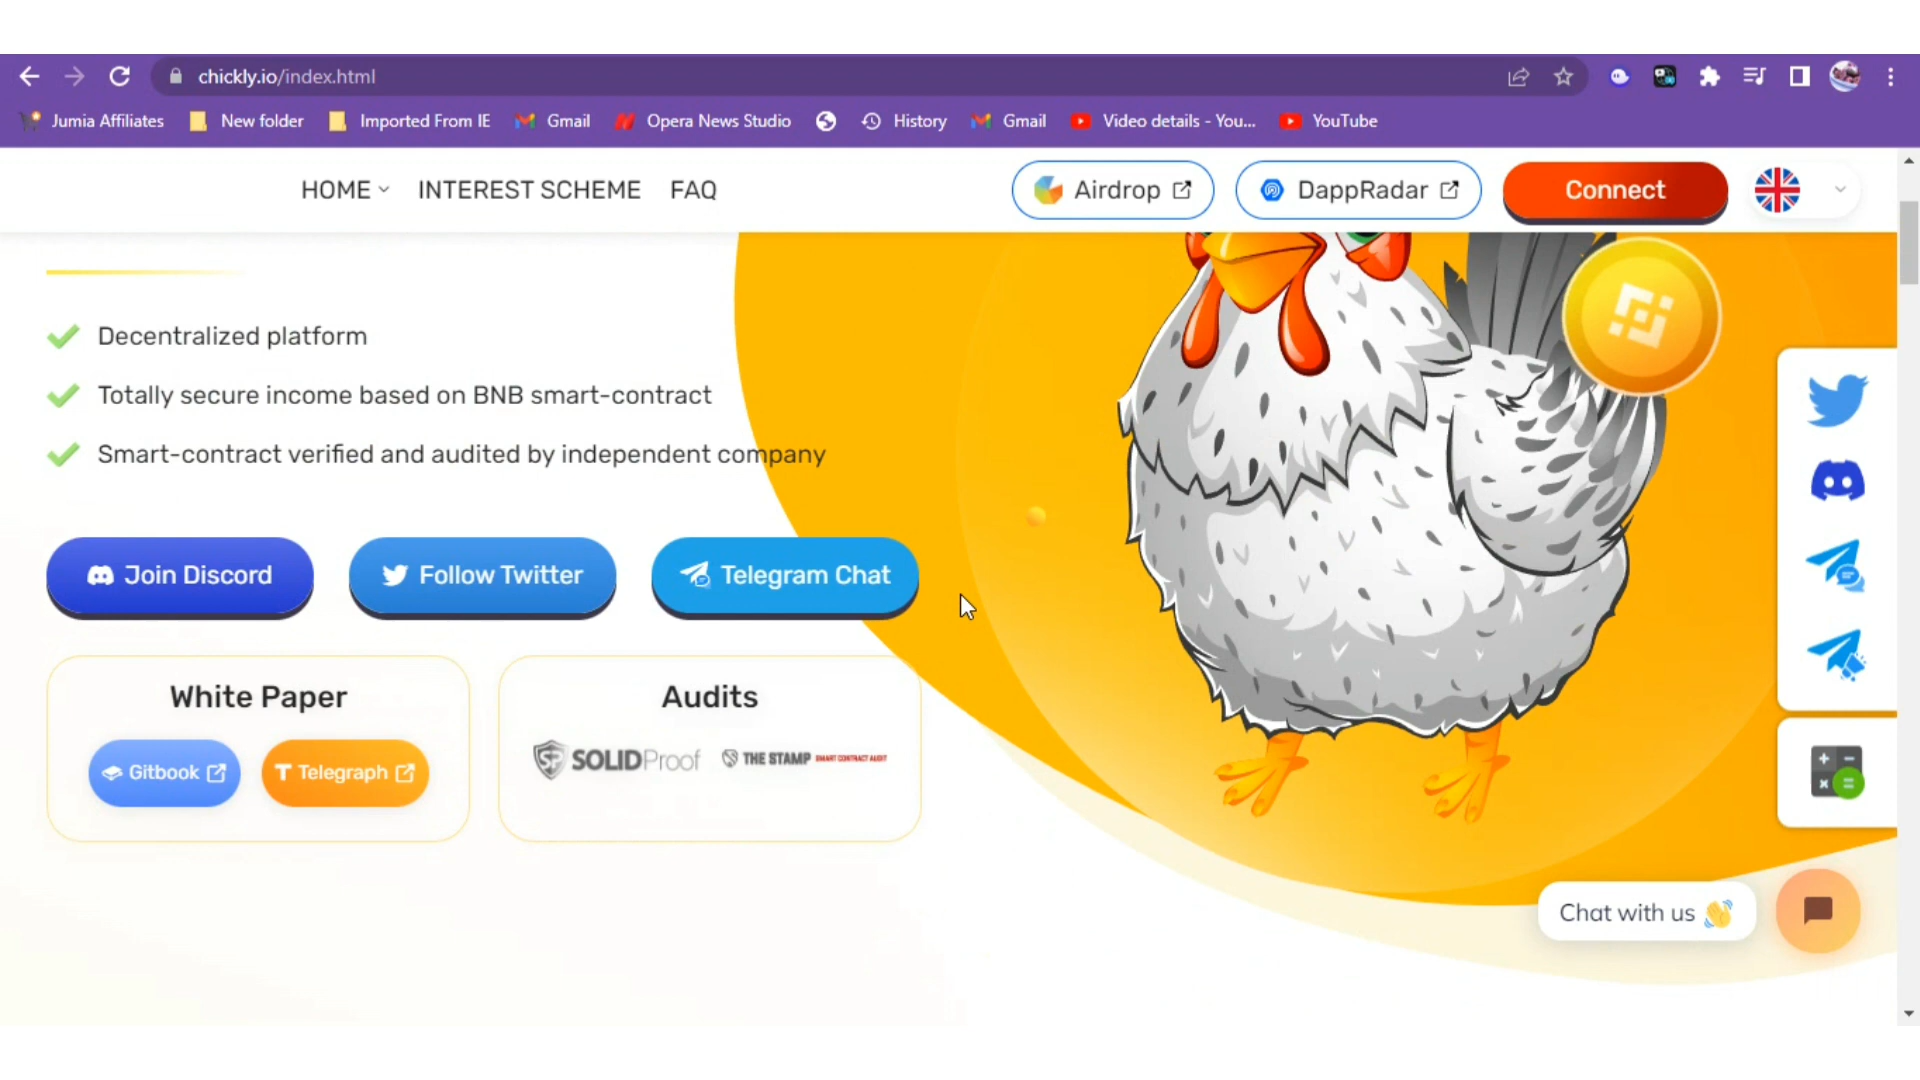 chickly.io/index.html
Jumia Affiliates New folder Imported From IE Gmail Opera News Studio History Gmail Video details - You... YouTube
HOME INTEREST SCHEME FAQ Airdrop DappRadar Connect
Decentralized platform
Totally secure income based on BNB smart-contract
Smart-contract verified and audited by independent company
Join Discord Follow Twitter Telegram Chat
White Paper Audits
Gitbook Telegraph SOLIDProof THE STAMP SMART CONTRACT AUDIT
Chat with us